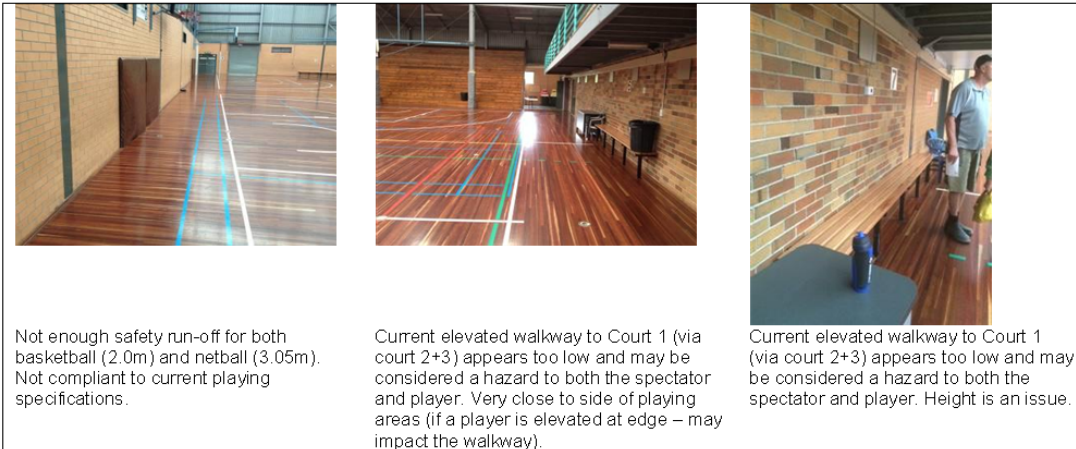 Not enough safety run-off for both
basketball (2.0m) and netball (3.05m).
Not compliant to current playing
specifications.
Current elevated walkway to Court 1 (via
court 2+3) appears too low and may be
considered a hazard to both the spectator
and player. Very close to side of playing
areas (if a player is elevated at edge – may
impact the walkway).
Current elevated walkway to Court 1
(via court 2+3) appears too low and may
be considered a hazard to both the
spectator and player. Height is an issue.